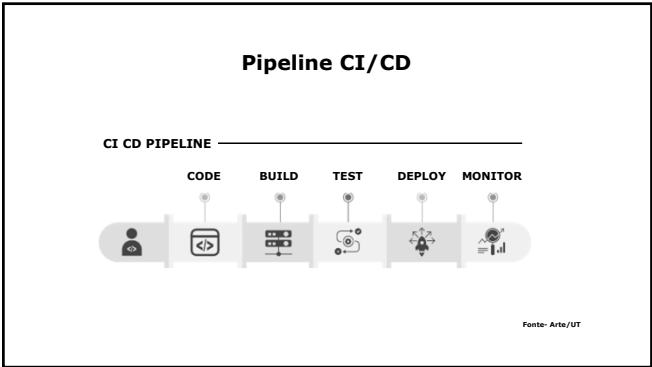 Pipeline CI/CD
CI CD PIPELINE
CODE BUILD TEST DEPLOY MONITOR
Fonte- Arte/UT